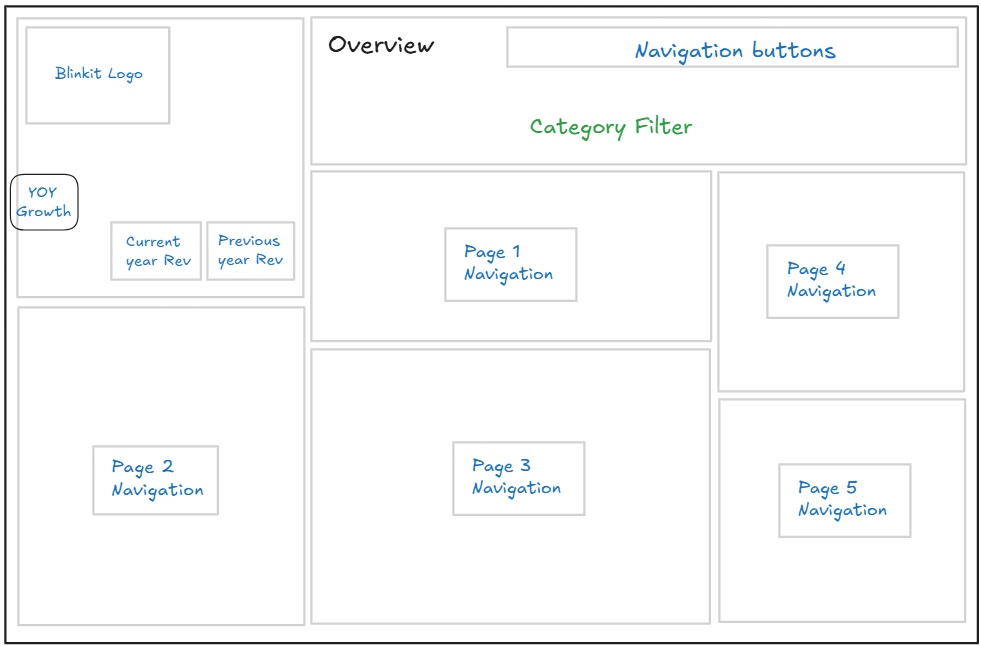 Blinkit Logo
Overview
Navigation buttons
Category Filter
YOY
Growth
Current
year Rev
Previous
year Rev
Page 1
Navigation
Page 4
Navigation
Page 2
Navigation
Page 3
Navigation
Page 5
Navigation